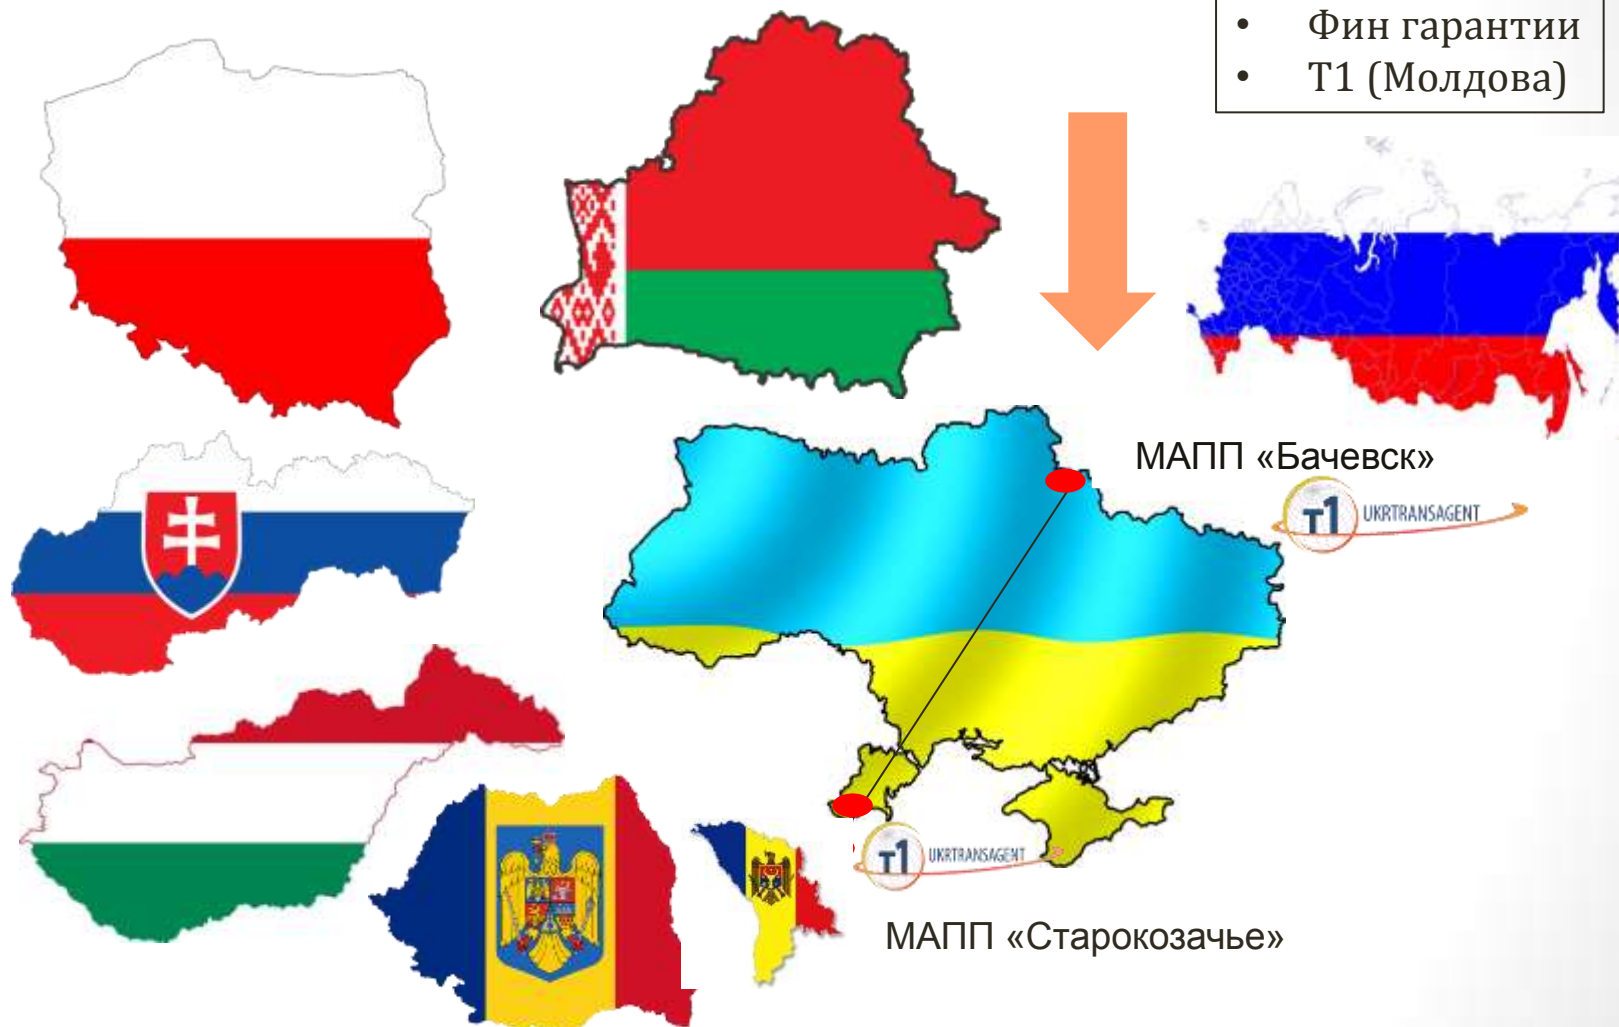 • Фин гарантии
• Т1 (Молдова)
МАПП «Бачевск»
T1 UKRTRANSAGENT
T1 UKRTRANSAGENT
МАПП «Старокозачье»